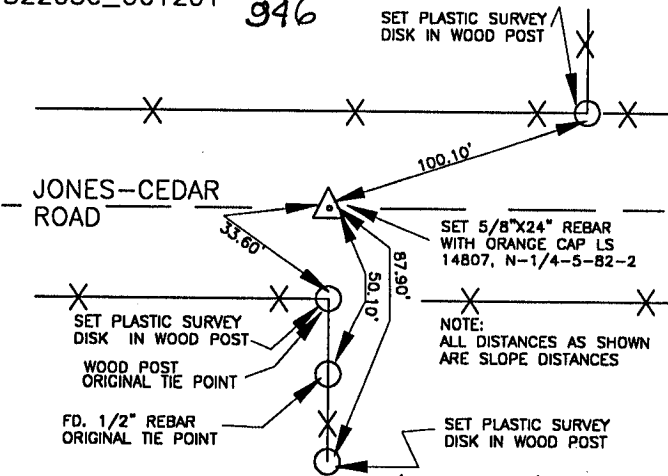 946
SET PLASTIC SURVEY
DISK IN WOOD POST
100.10'
JONES-CEDAR
ROAD
33.60'
50.10'
87.90'
SET 5/8"X24" REBAR
WITH ORANGE CAP LS
14807, N-1/4-5-82-2
SET PLASTIC SURVEY
DISK IN WOOD POST
NOTE:
ALL DISTANCES AS SHOWN
ARE SLOPE DISTANCES
WOOD POST
ORIGINAL TIE POINT
FD. 1/2" REBAR
ORIGINAL TIE POINT
SET PLASTIC SURVEY
DISK IN WOOD POST